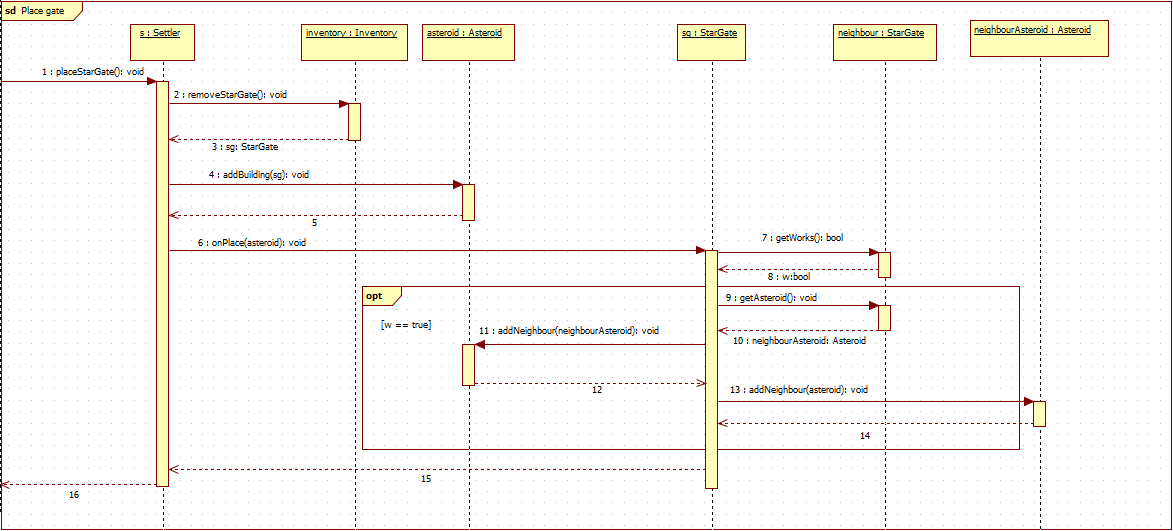 sd Place gate
s : Settler
inventory : Inventory
asteroid : Asteroid
sg : StarGate
neighbour : StarGate
neighbourAsteroid : Asteroid
1 : placeStarGate(): void
2 : removeStarGate(): void
3 : sg: StarGate
4 : addBuilding(sg): void
5
6 : onPlace(asteroid): void
7 : getWorks(): bool
8 : w:bool
opt
9 : getAsteroid(): void
[w == true]
11 : addNeighbour(neighbourAsteroid): void
10 : neighbourAsteroid: Asteroid
12
13 : addNeighbour(asteroid): void
14
15
16